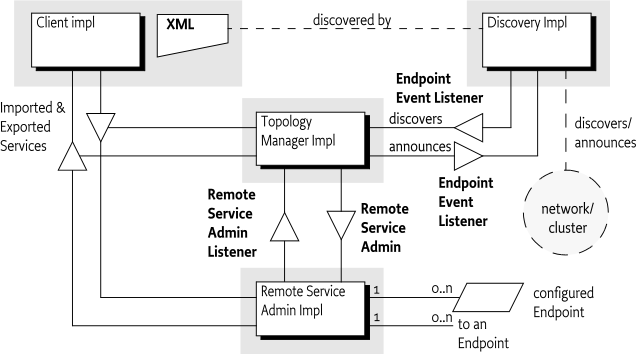 Client impl
XML
discovered by
Discovery Impl
Imported &
Exported
Services
Endpoint
Event Listener
Topology
Manager Impl
discovers
announces
discovers/
announces
Endpoint
Event
Listener
Remote
Service
Admin
Listener
Remote
Service
Admin
network/
cluster
Remote Service
Admin Impl
1
0..n
1
0..n
configured
Endpoint
to an
Endpoint